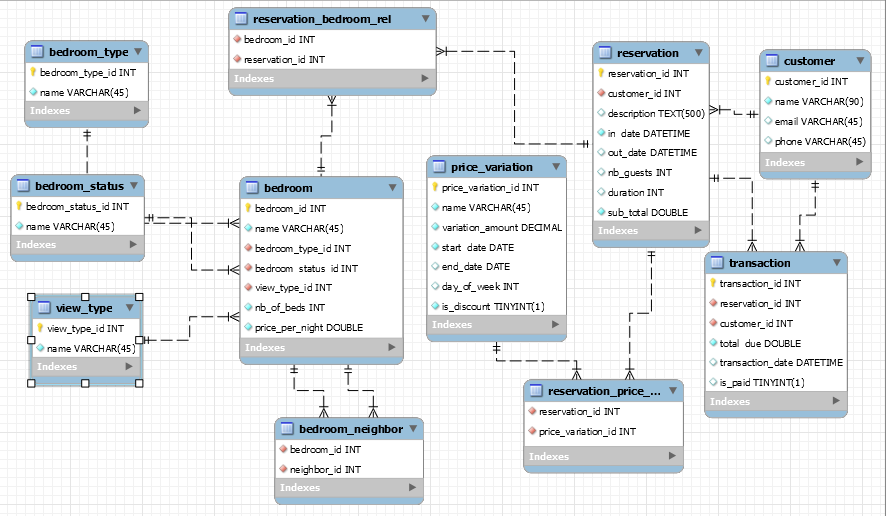 reservation_bedroom_rel
bedroom_id INT
reservation_id INT
Indexes
bedroom_type
bedroom_type_id INT
name VARCHAR(45)
Indexes
reservation
reservation_id INT
customer_id INT
description TEXT(500)
in_date DATETIME
out_date DATETIME
nb_guests INT
duration INT
sub_total DOUBLE
Indexes
customer
customer_id INT
name VARCHAR(90)
email VARCHAR(45)
phone VARCHAR(45)
Indexes
bedroom_status
bedroom_status_id INT
name VARCHAR(45)
Indexes
bedroom
bedroom_id INT
name VARCHAR(45)
bedroom_type_id INT
bedroom_status_id INT
view_type_id INT
nb_of_beds INT
price_per_night DOUBLE
Indexes
price_variation
price_variation_id INT
name VARCHAR(45)
variation_amount DECIMAL
start_date DATE
end_date DATE
day_of_week INT
is_discount TINYINT(1)
Indexes
transaction
transaction_id INT
reservation_id INT
customer_id INT
total_due DOUBLE
transaction_date DATETIME
is_paid TINYINT(1)
Indexes
view_type
view_type_id INT
name VARCHAR(45)
Indexes
bedroom_neighbor
bedroom_id INT
neighbor_id INT
Indexes
reservation_price_...
reservation_id INT
price_variation_id INT
Indexes